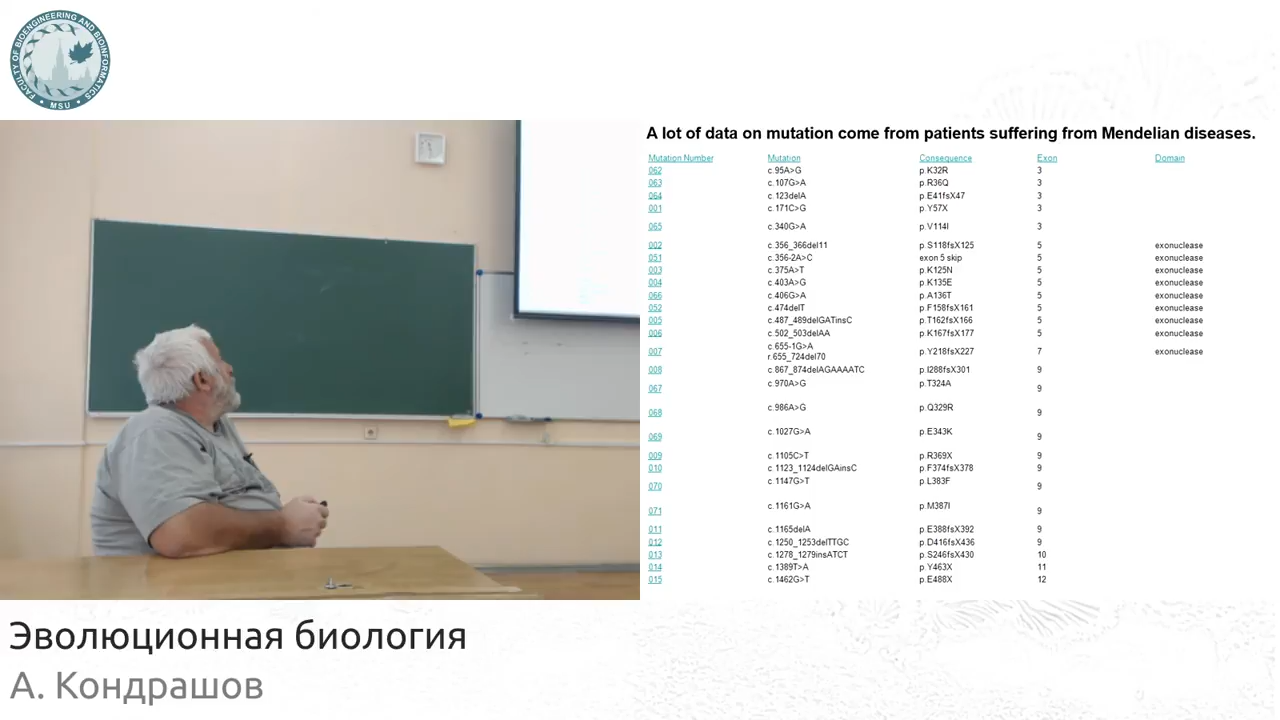 FACULTY OF BIOENGINEERING AND BIOINFORMATICS
• MSU •
A lot of data on mutation come from patients suffering from Mendelian diseases.
Mutation Number Mutation Consequence Exon Domain
062 c.95A>G p.K32R 3
063 c.107G>A p.R36Q 3
064 c.123delA p.E41fsX47 3
001 c.171C>G p.Y57X 3
065 c.340G>A p.V114I 3
002 c.356_366del11 p.S118fsX125 5 exonuclease
051 c.356-2A>C exon 5 skip 5 exonuclease
003 c.375A>T p.K125N 5 exonuclease
004 c.403A>G p.K135E 5 exonuclease
066 c.406G>A p.A136T 5 exonuclease
052 c.474delT p.F158fsX161 5 exonuclease
005 c.487_489delGATinsC p.T162fsX166 5 exonuclease
006 c.502_503delAA p.K167fsX177 5 exonuclease
007 c.655-1G>A r.655_724del70 p.Y218fsX227 7 exonuclease
008 c.867_874delAGAAAATC p.I288fsX301 9
067 c.970A>G p.T324A 9
068 c.986A>G p.Q329R 9
069 c.1027G>A p.E343K 9
009 c.1105C>T p.R369X 9
010 c.1123_1124delGAinsC p.F374fsX378 9
070 c.1147G>T p.L383F 9
071 c.1161G>A p.M387I 9
011 c.1165delA p.E388fsX392 9
012 c.1250_1253delTTGC p.D416fsX436 9
013 c.1278_1279insATCT p.S246fsX430 10
014 c.1389T>A p.Y463X 11
015 c.1462G>T p.E488X 12
Эволюционная биология
А. Кондрашов